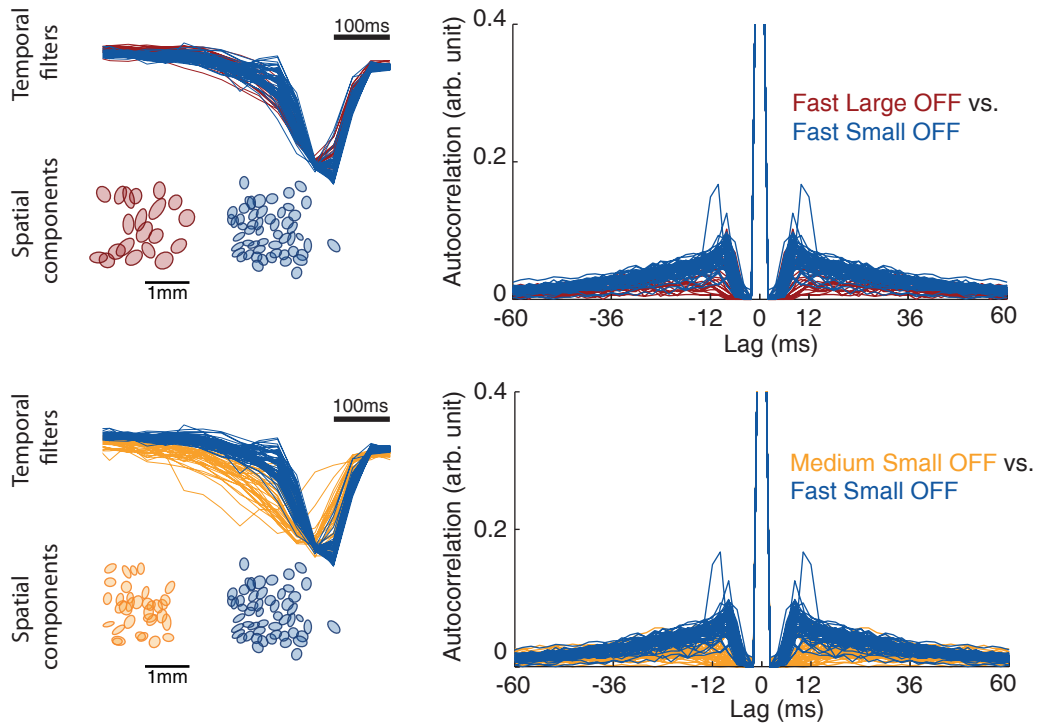 Temporal
filters
100ms
Spatial
components
1mm
Autocorrelation (arb. unit)
0.4
0.2
0
Fast Large OFF vs.
Fast Small OFF
-60 -36 -12 0 12 36 60
Lag (ms)
Temporal
filters
100ms
Spatial
components
1mm
Autocorrelation (arb. unit)
0.4
0.2
0
Medium Small OFF vs.
Fast Small OFF
-60 -36 -12 0 12 36 60
Lag (ms)